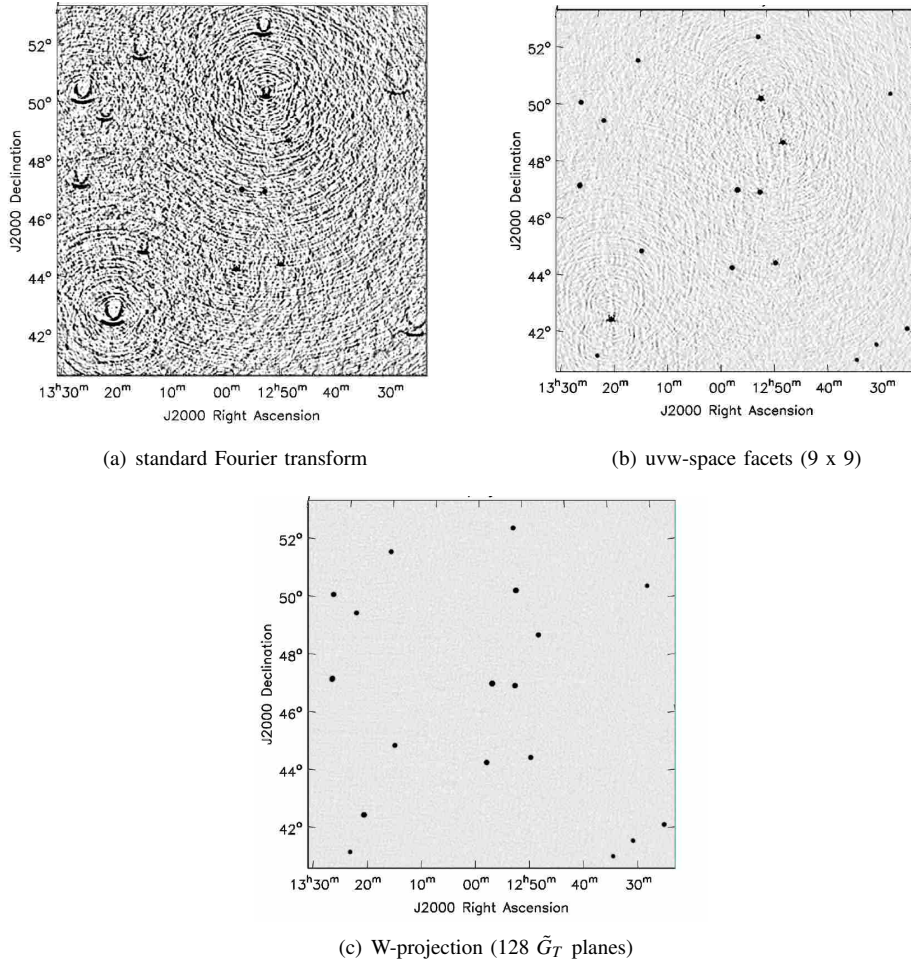 52°
50°
48°
46°
44°
42°
J2000 Declination
13ʰ30ᵐ 20ᵐ 10ᵐ 00ᵐ 12ʰ50ᵐ 40ᵐ 30ᵐ
J2000 Right Ascension
(a) standard Fourier transform
52°
50°
48°
46°
44°
42°
J2000 Declination
13ʰ30ᵐ 20ᵐ 10ᵐ 00ᵐ 12ʰ50ᵐ 40ᵐ 30ᵐ
J2000 Right Ascension
(b) uvw-space facets (9 x 9)
52°
50°
48°
46°
44°
42°
J2000 Declination
13ʰ30ᵐ 20ᵐ 10ᵐ 00ᵐ 12ʰ50ᵐ 40ᵐ 30ᵐ
J2000 Right Ascension
(c) W-projection (128 G̃_T planes)